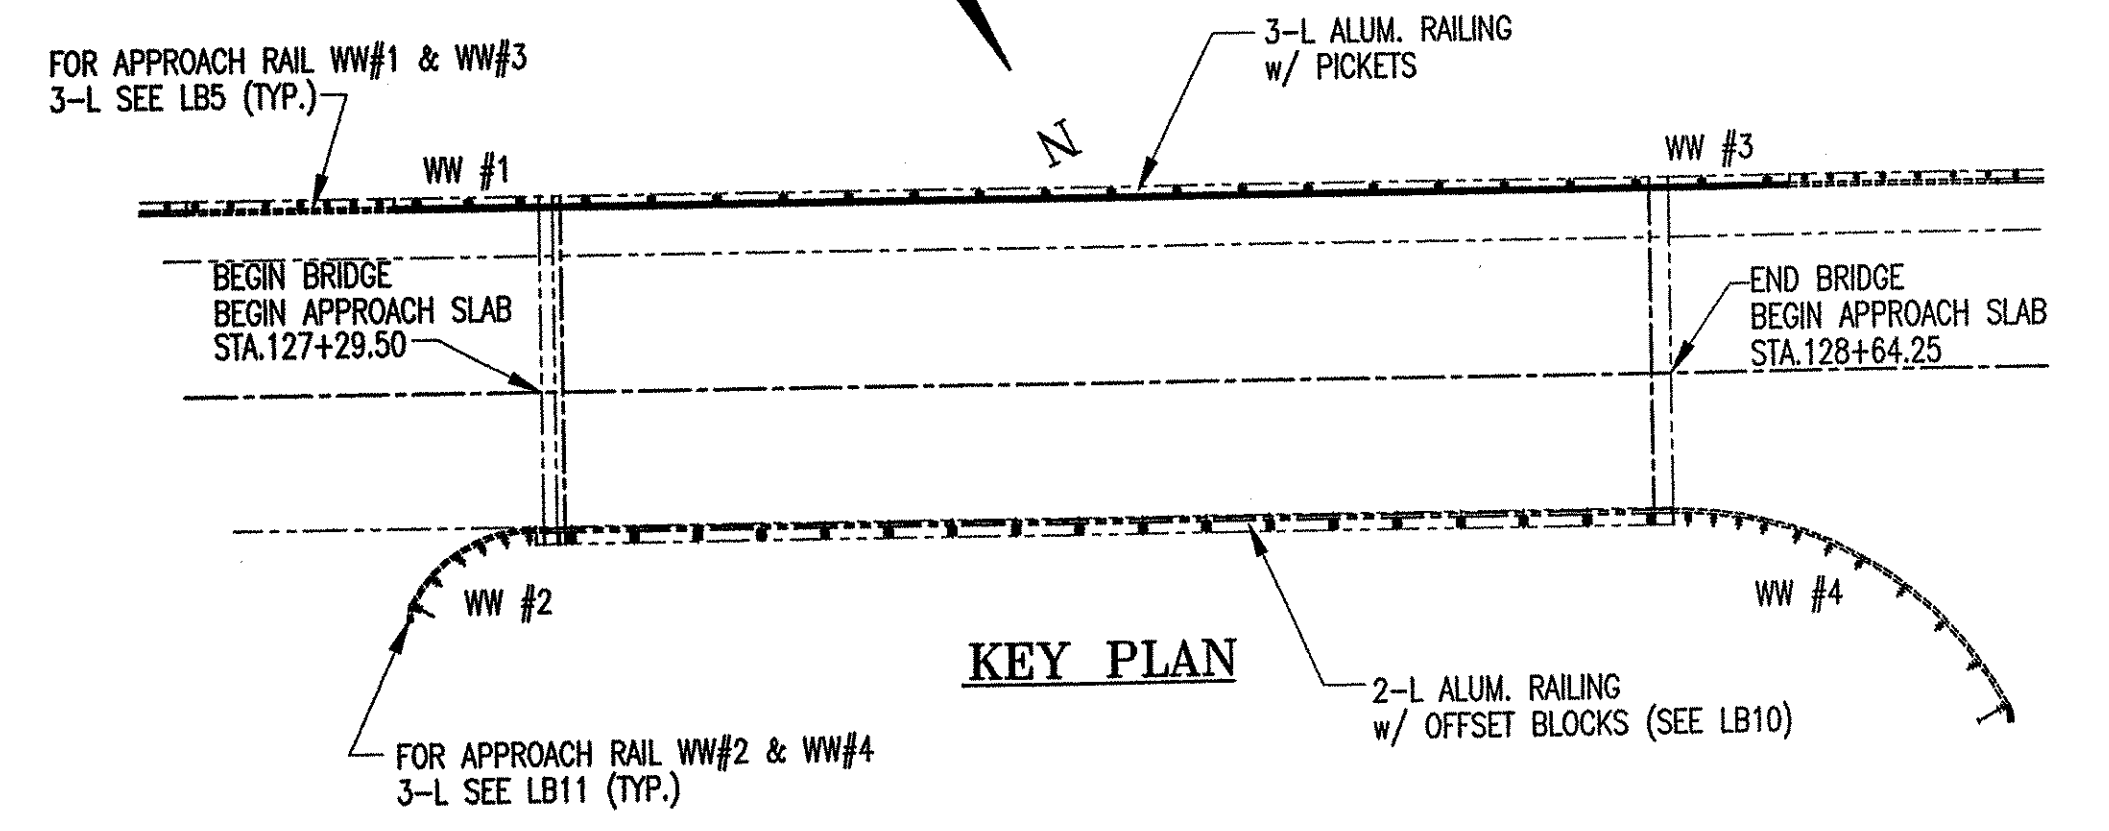 FOR APPROACH RAIL WW#1 & WW#3
3-L SEE LB5 (TYP.)
3-L ALUM. RAILING
w/ PICKETS
N
WW #1
WW #3
BEGIN BRIDGE
BEGIN APPROACH SLAB
STA.127+29.50
END BRIDGE
BEGIN APPROACH SLAB
STA.128+64.25
WW #2
WW #4
KEY PLAN
2-L ALUM. RAILING
w/ OFFSET BLOCKS (SEE LB10)
FOR APPROACH RAIL WW#2 & WW#4
3-L SEE LB11 (TYP.)